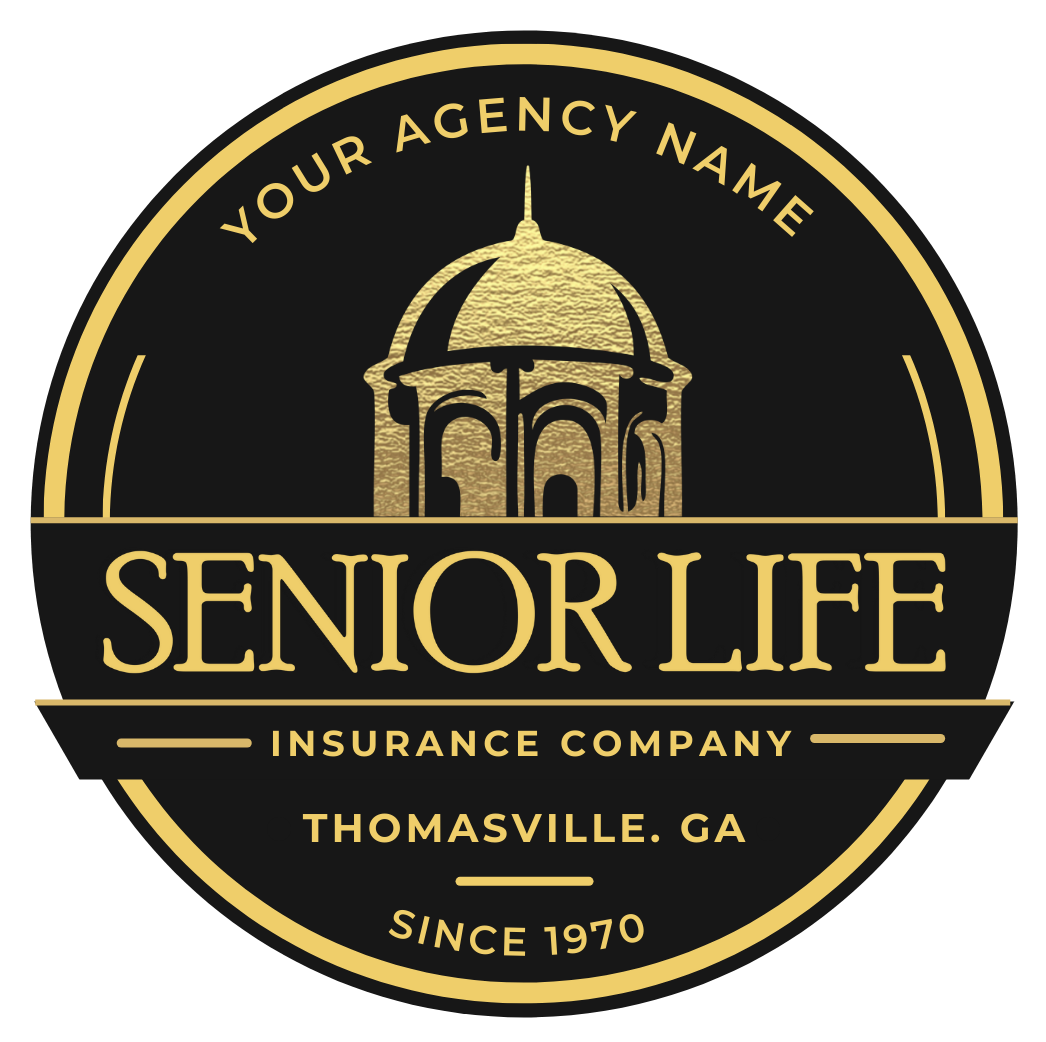 YOUR AGENCY NAME
SENIOR LIFE
INSURANCE COMPANY
THOMASVILLE. GA
SINCE 1970